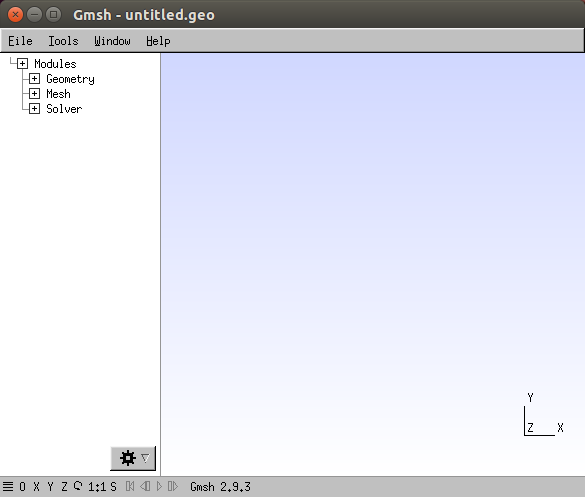 Gmsh - untitled.geo
File Tools Window Help
Modules
Geometry
Mesh
Solver
Y
Z X
O X Y Z 1:1 S Gmsh 2.9.3